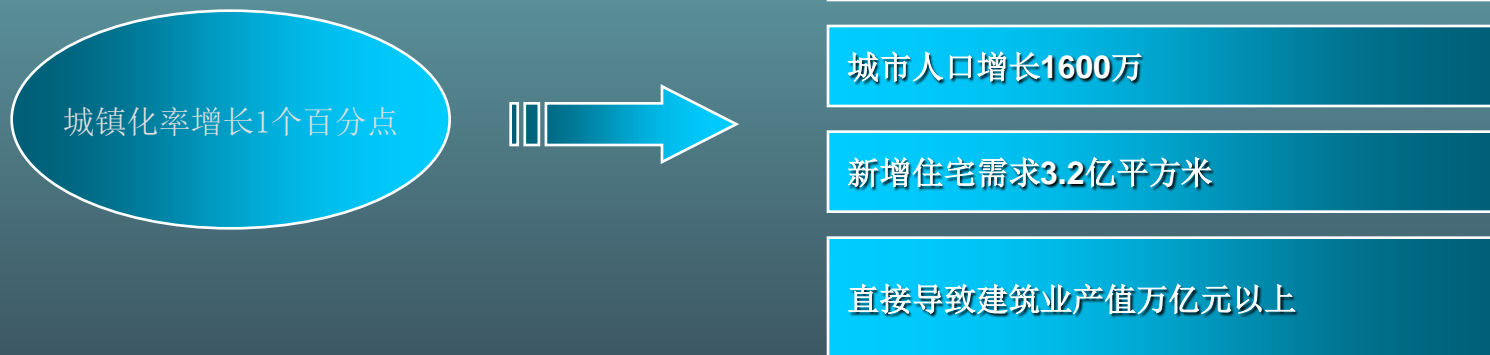 城镇化率增长1个百分点
城市人口增长1600万
新增住宅需求3.2亿平方米
直接导致建筑业产值万亿元以上